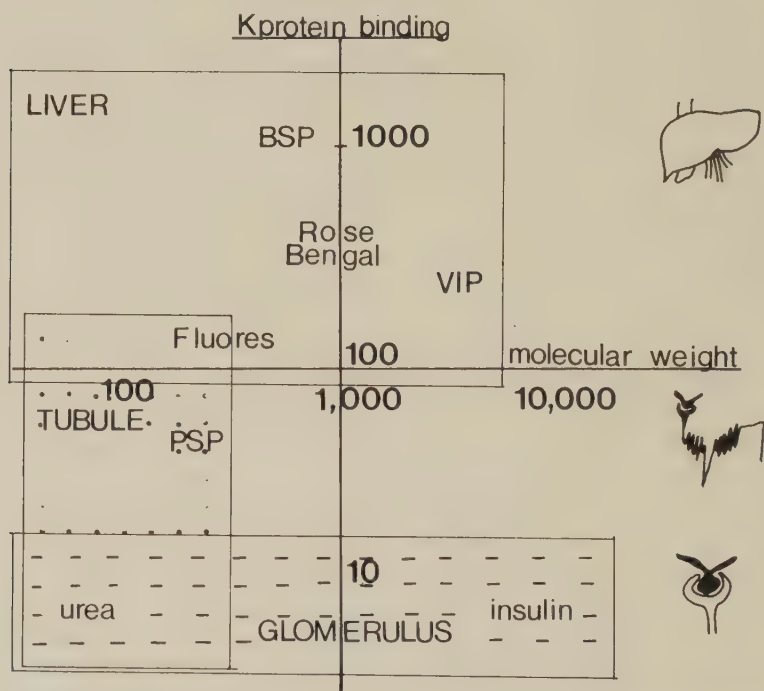 Kprotein binding
LIVER
BSP
1000
Rose
Bengal
VIP
Fluores
100
molecular weight
100
1,000
10,000
TUBULE
PSP
10
urea
insulin
GLOMERULUS